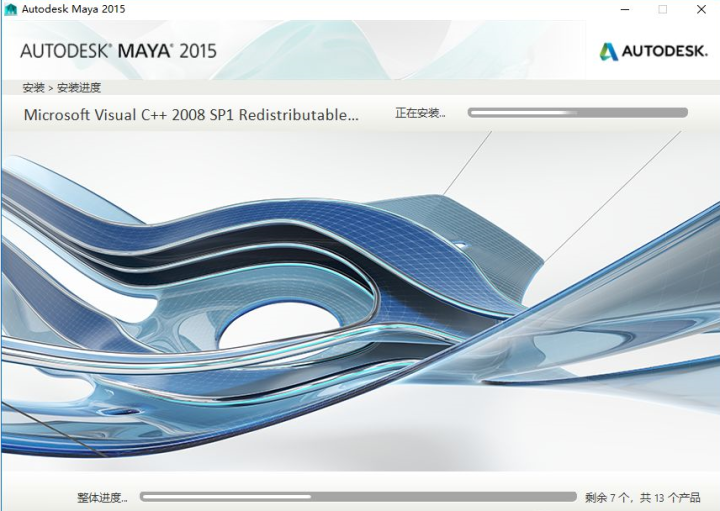 Autodesk Maya 2015
AUTODESK® MAYA® 2015
AUTODESK.
安装 > 安装进度
Microsoft Visual C++ 2008 SP1 Redistributable...
正在安装...
整体进度...
剩余 7 个，共 13 个产品